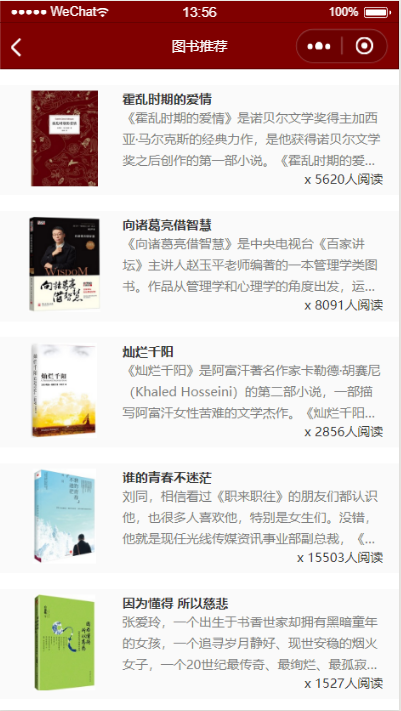 WeChat 13:56 100%
图书推荐
霍乱时期的爱情
《霍乱时期的爱情》是诺贝尔文学奖得主加西
亚·马尔克斯的经典力作，是他获得诺贝尔文学
奖之后创作的第一部小说。《霍乱时期的爱...
x 5620人阅读
向诸葛亮借智慧
《向诸葛亮借智慧》是中央电视台《百家讲
坛》主讲人赵玉平老师编著的一本管理学类图
书。作品从管理学和心理学的角度出发，运...
x 8091人阅读
WISDOM
向诸葛亮
借智慧
灿烂千阳
《灿烂千阳》是阿富汗著名作家卡勒德·胡赛尼
（Khaled Hosseini）的第二部小说，一部描
写阿富汗女性苦难的文学杰作。《灿烂千阳...
x 2856人阅读
灿烂千阳
谁的青春不迷茫
刘同，相信看过《职来职往》的朋友们都认识
他，也很多人喜欢他，特别是女生们。没错，
他就是现任光线传媒资讯事业部副总裁，《...
x 15503人阅读
因为懂得 所以慈悲
张爱玲，一个出生于书香世家却拥有黑暗童年
的女孩，一个追寻岁月静好、现世安稳的烟火
女子，一个20世纪最传奇、最绚烂、最孤寂...
x 1527人阅读